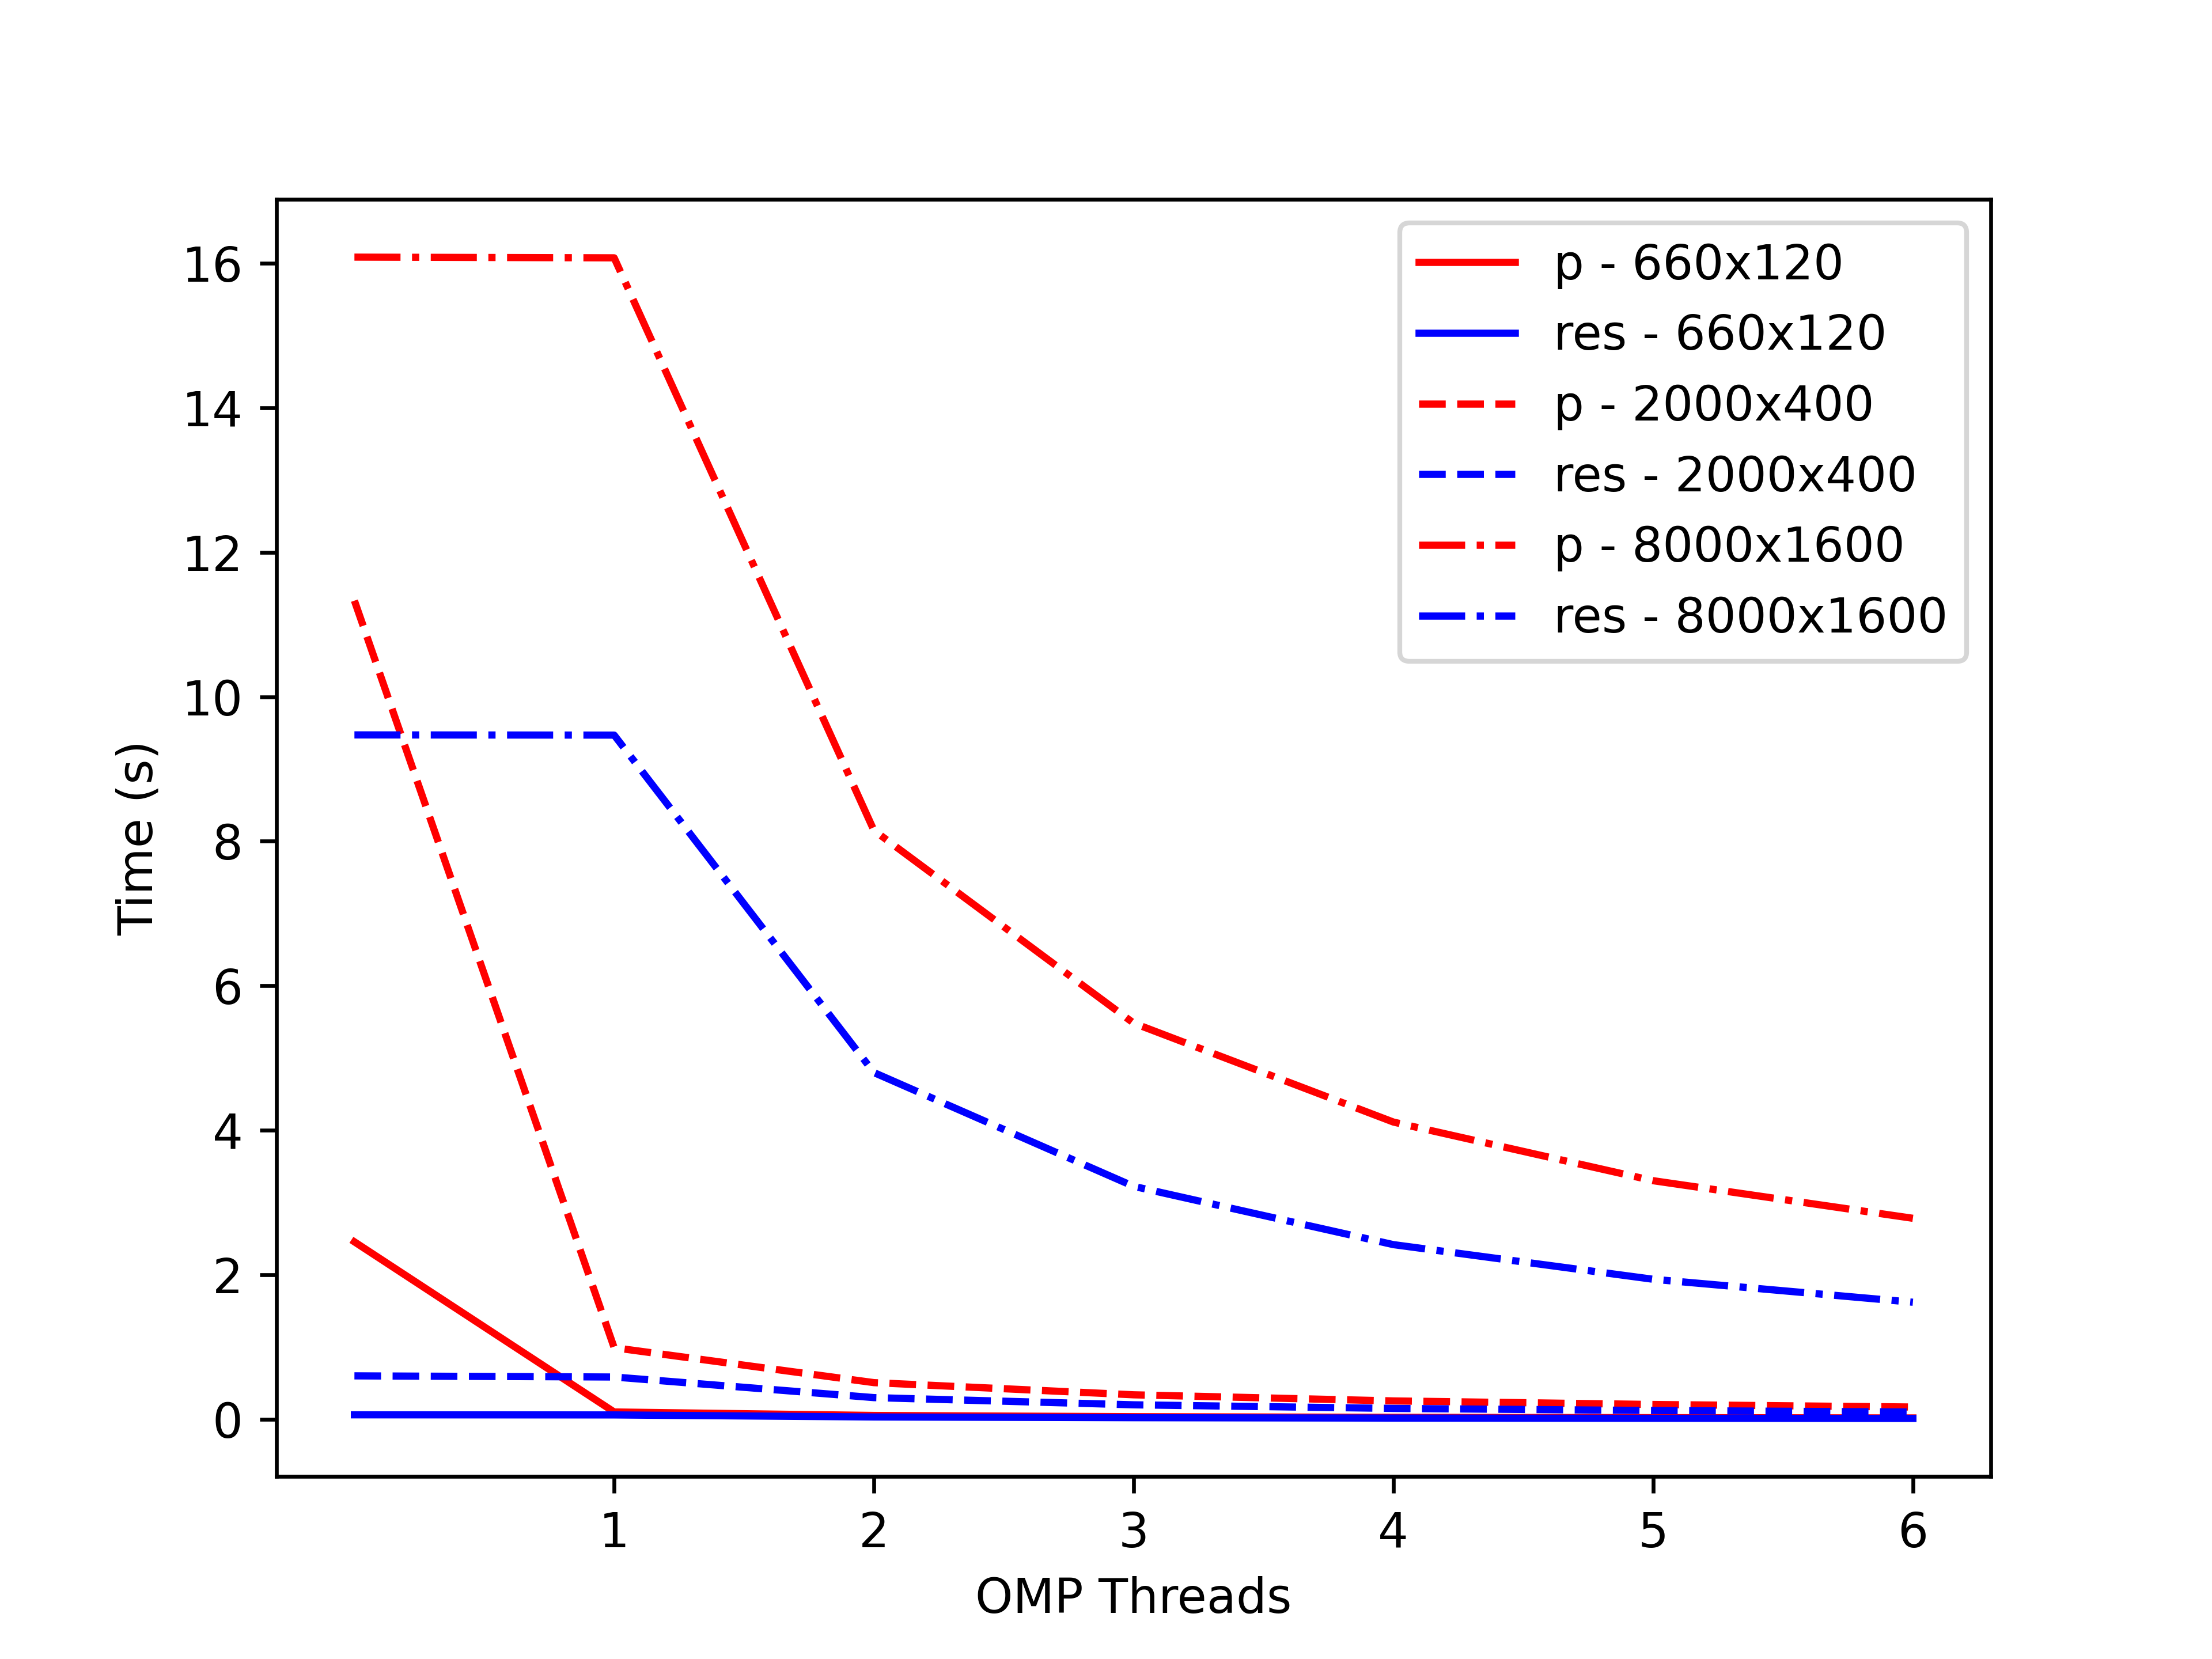 16
14
12
10
8
6
4
2
0
Time (s)
1 2 3 4 5 6
OMP Threads
p - 660x120
res - 660x120
p - 2000x400
res - 2000x400
p - 8000x1600
res - 8000x1600